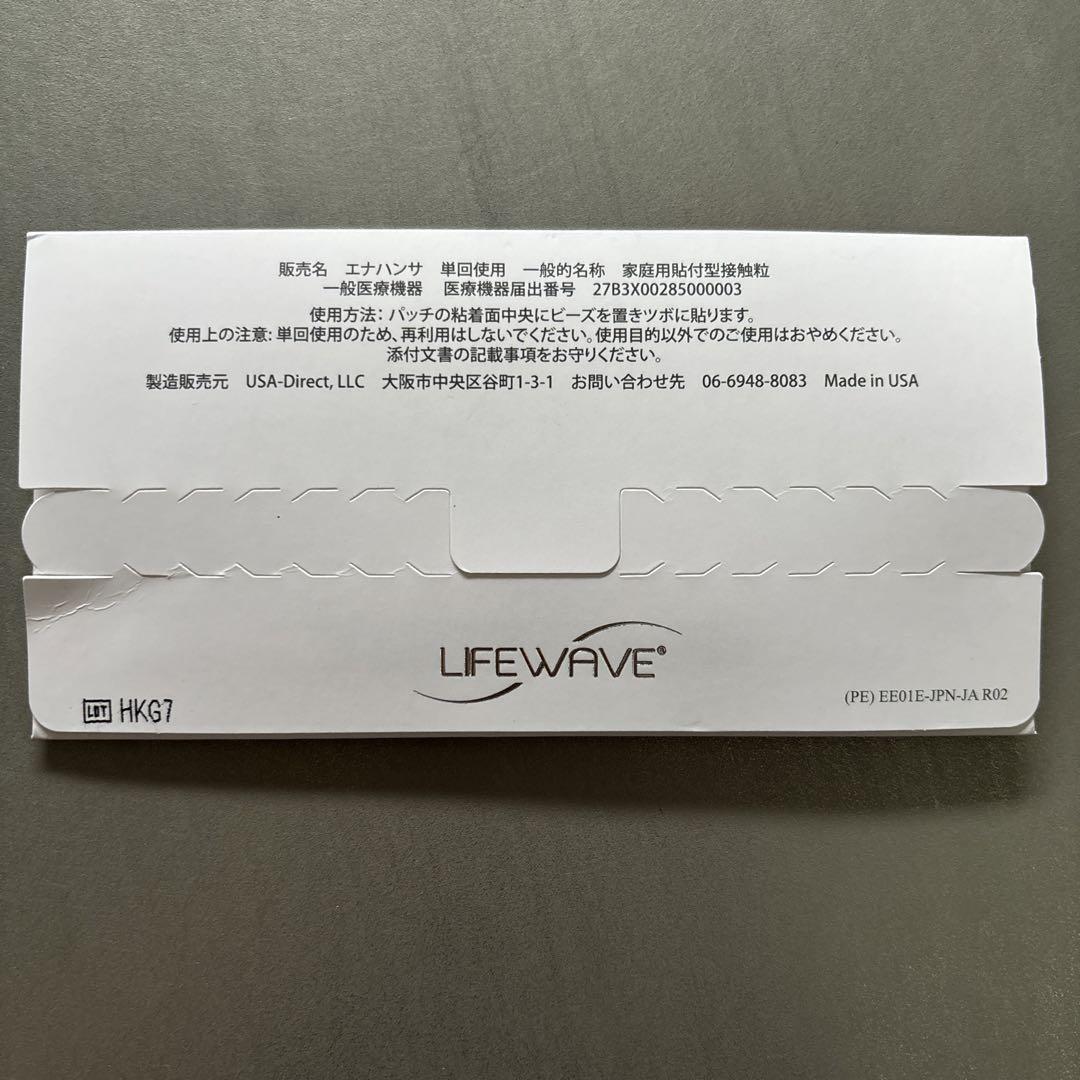 販売名 エナハンサ 単回使用 一般的名称 家庭用貼付型接触粒
一般医療機器 医療機器届出番号 27B3X00285000003
使用方法：パッチの粘着面中央にビーズを置きツボに貼ります。
使用上の注意：単回使用のため、再利用はしないでください。使用目的以外でのご使用はおやめください。
添付文書の記載事項をお守りください。
製造販売元 USA-Direct, LLC 大阪市中央区谷町1-3-1 お問い合わせ先 06-6948-8083 Made in USA
LIFEWAVE®
(PE) EE01E-JPN-JA R02
LOT HKG7